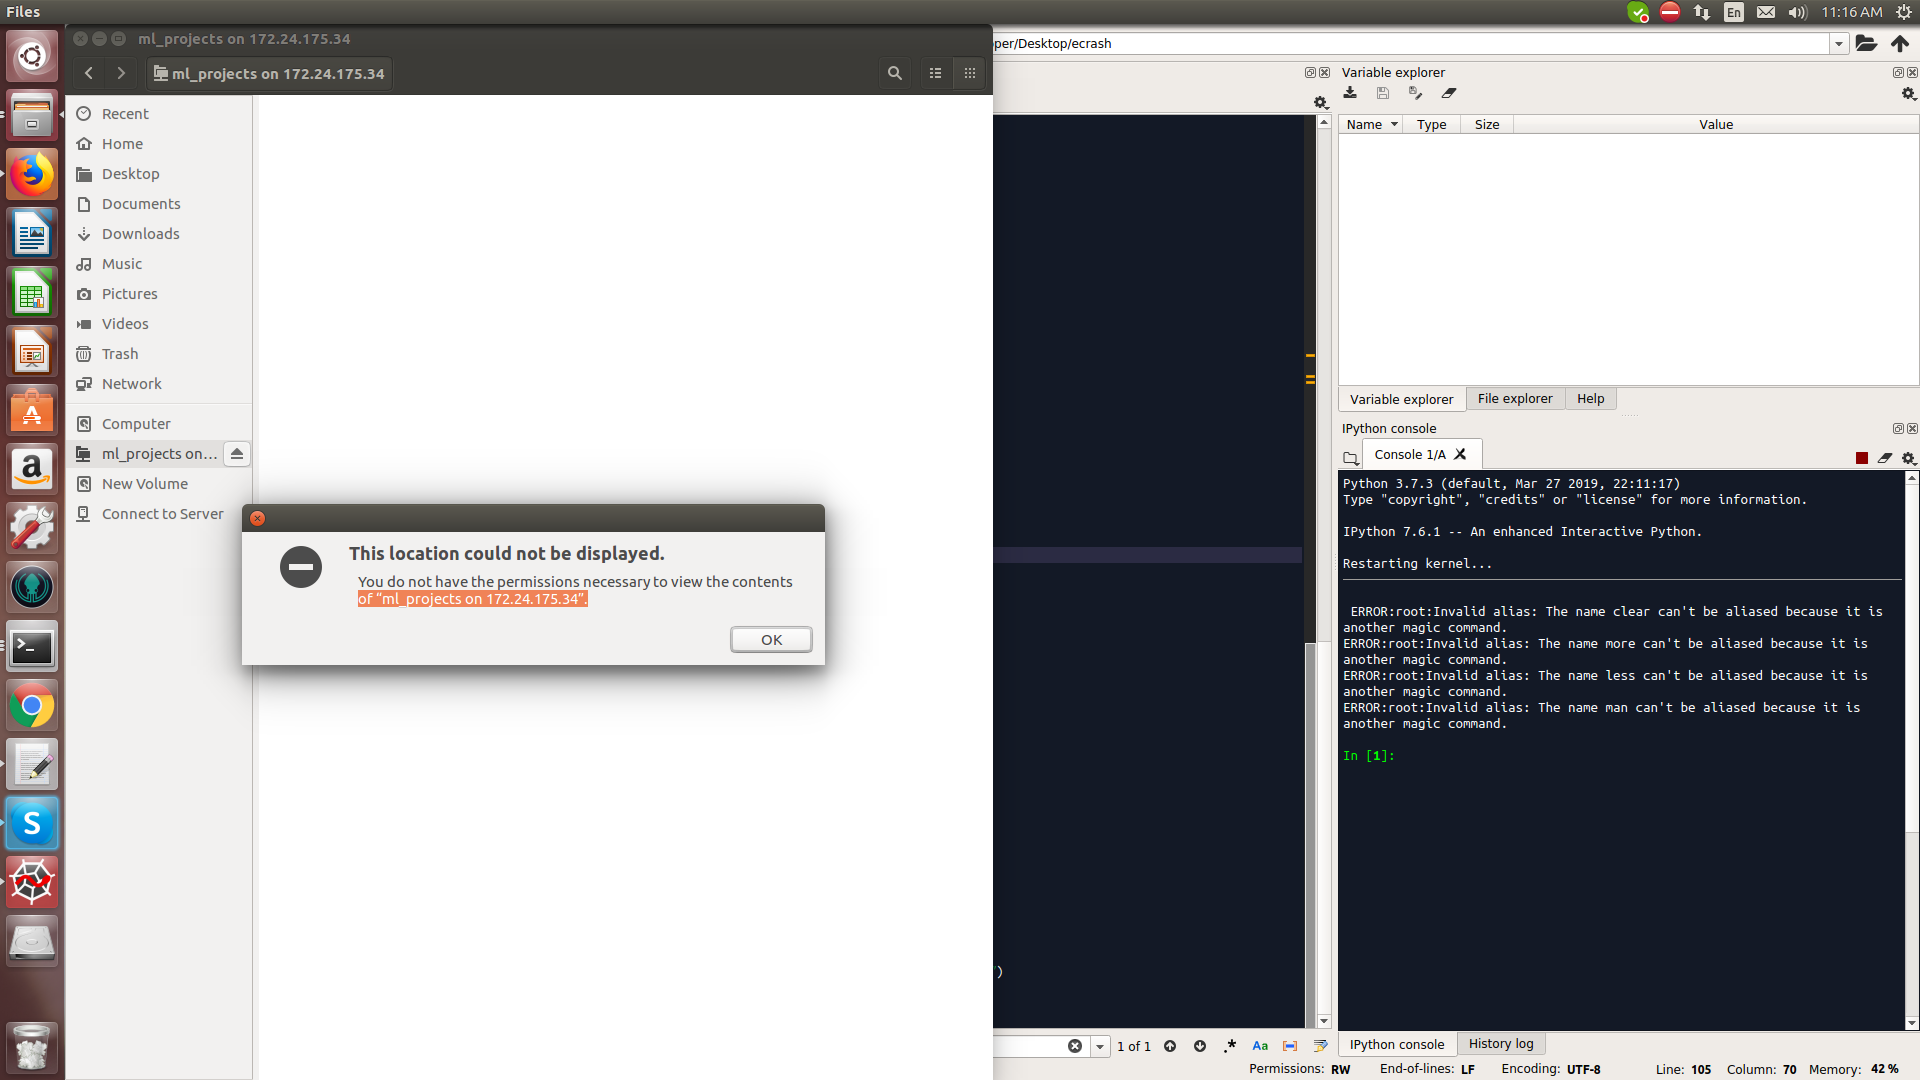 Files
En
11:16 AM
ml_projects on 172.24.175.34
ml_projects on 172.24.175.34
Recent
Home
Desktop
Documents
Downloads
Music
Pictures
Videos
Trash
Network
Computer
ml_projects on...
New Volume
Connect to Server
This location could not be displayed.
You do not have the permissions necessary to view the contents
of “ml_projects on 172.24.175.34”.
OK
per/Desktop/ecrash
Variable explorer
Name Type Size Value
Variable explorer File explorer Help
IPython console
Console 1/A
Python 3.7.3 (default, Mar 27 2019, 22:11:17)
Type "copyright", "credits" or "license" for more information.
IPython 7.6.1 -- An enhanced Interactive Python.
Restarting kernel...
ERROR:root:Invalid alias: The name clear can't be aliased because it is
another magic command.
ERROR:root:Invalid alias: The name more can't be aliased because it is
another magic command.
ERROR:root:Invalid alias: The name less can't be aliased because it is
another magic command.
ERROR:root:Invalid alias: The name man can't be aliased because it is
another magic command.
In [1]:
)
1 of 1 .* Aa
IPython console History log
Permissions: RW End-of-lines: LF Encoding: UTF-8 Line: 105 Column: 70 Memory: 42 %